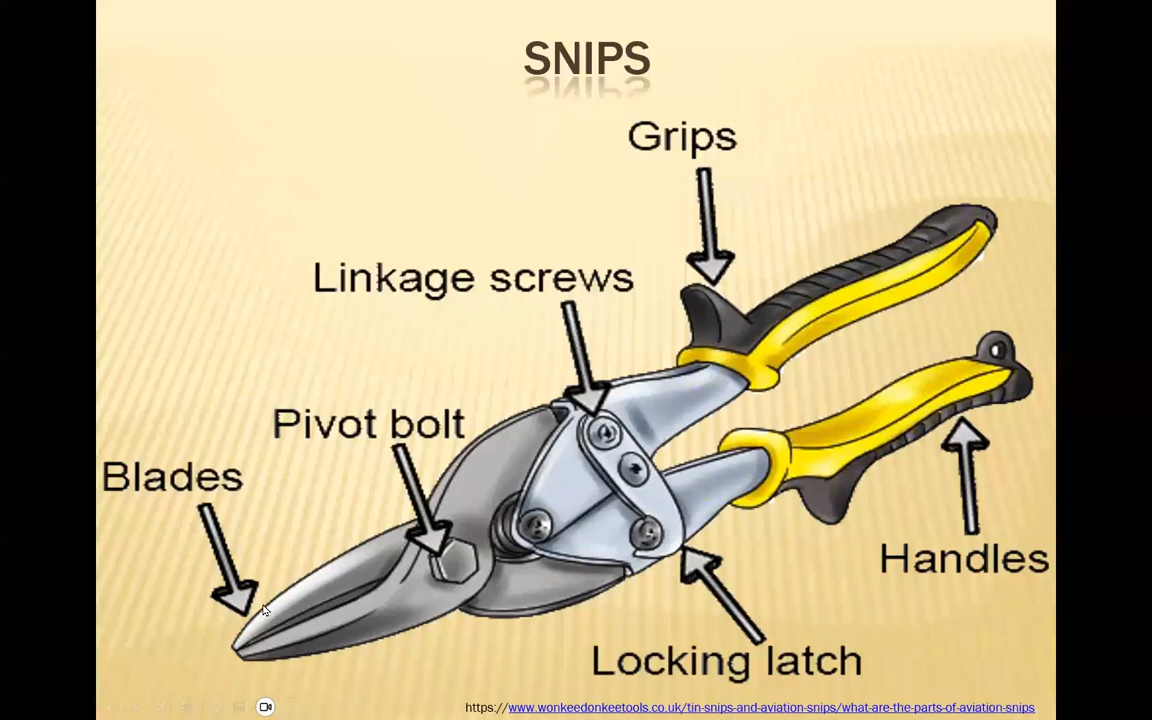 SNIPS
Grips
Linkage screws
Pivot bolt
Blades
Handles
Locking latch
https://www.wonkeedonkeetools.co.uk/tin-snips-and-aviation-snips/what-are-the-parts-of-aviation-snips